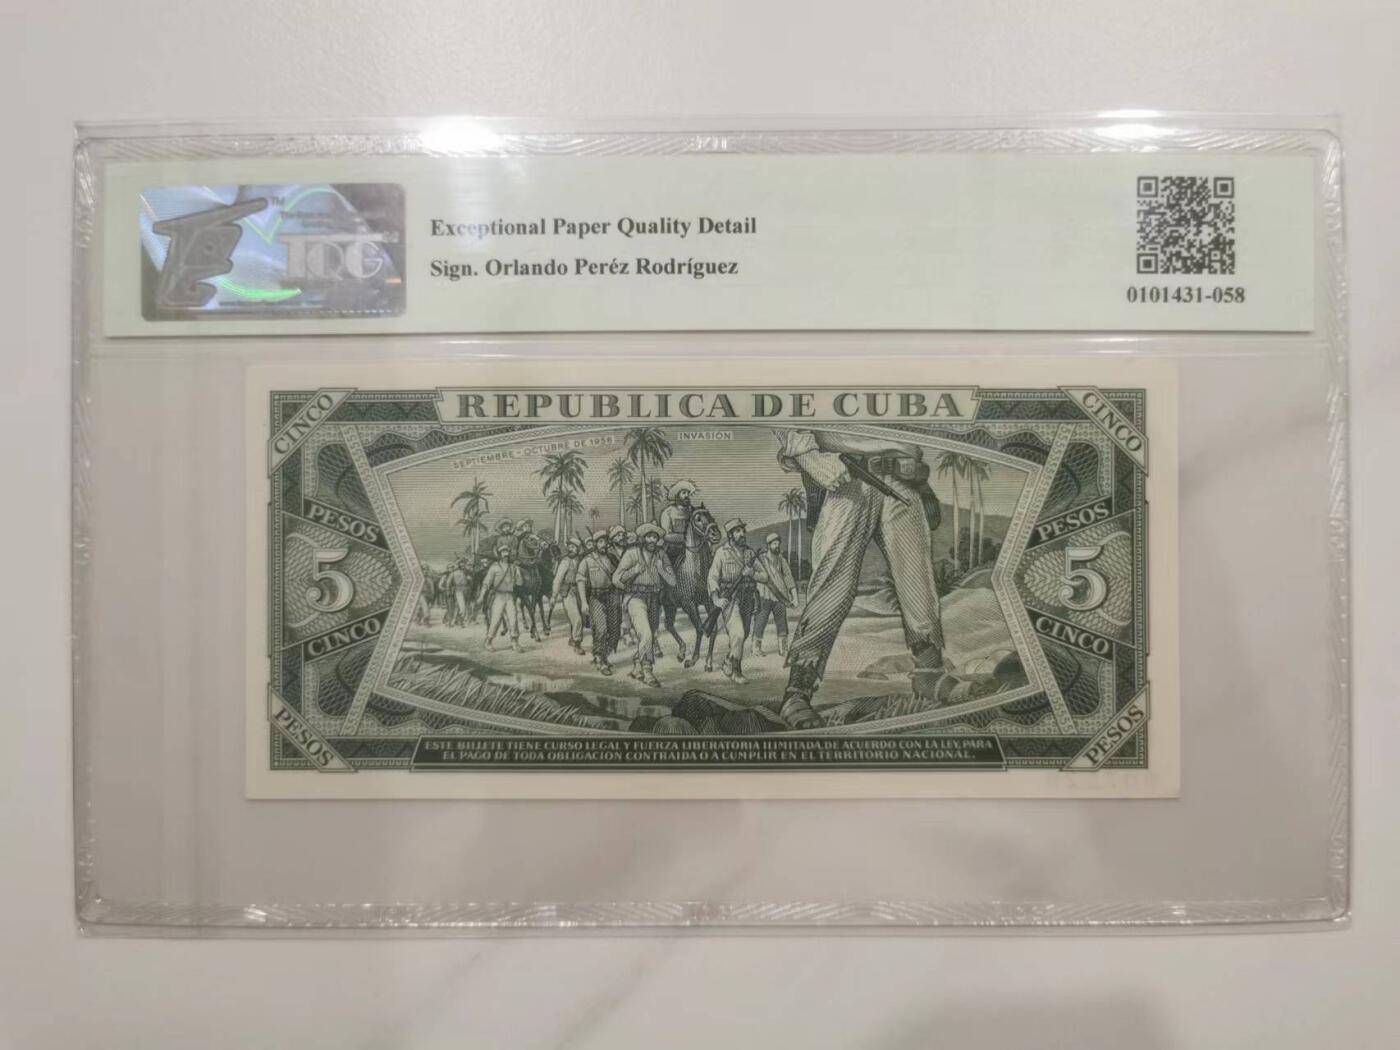 TM
TQG
Exceptional Paper Quality Detail
Sign. Orlando Peréz Rodríguez
0101431-058
REPUBLICA DE CUBA
CINCO
CINCO
SEPTIEMBRE - OCTUBRE DE 1958
INVASION
PESOS
PESOS
5
5
CINCO
CINCO
PESOS
PESOS
ESTE BILLETE TIENE CURSO LEGAL Y FUERZA LIBERATORIA ILIMITADA, DE ACUERDO CON LA LEY, PARA
EL PAGO DE TODA OBLIGACION CONTRAIDA O A CUMPLIR EN EL TERRITORIO NACIONAL.